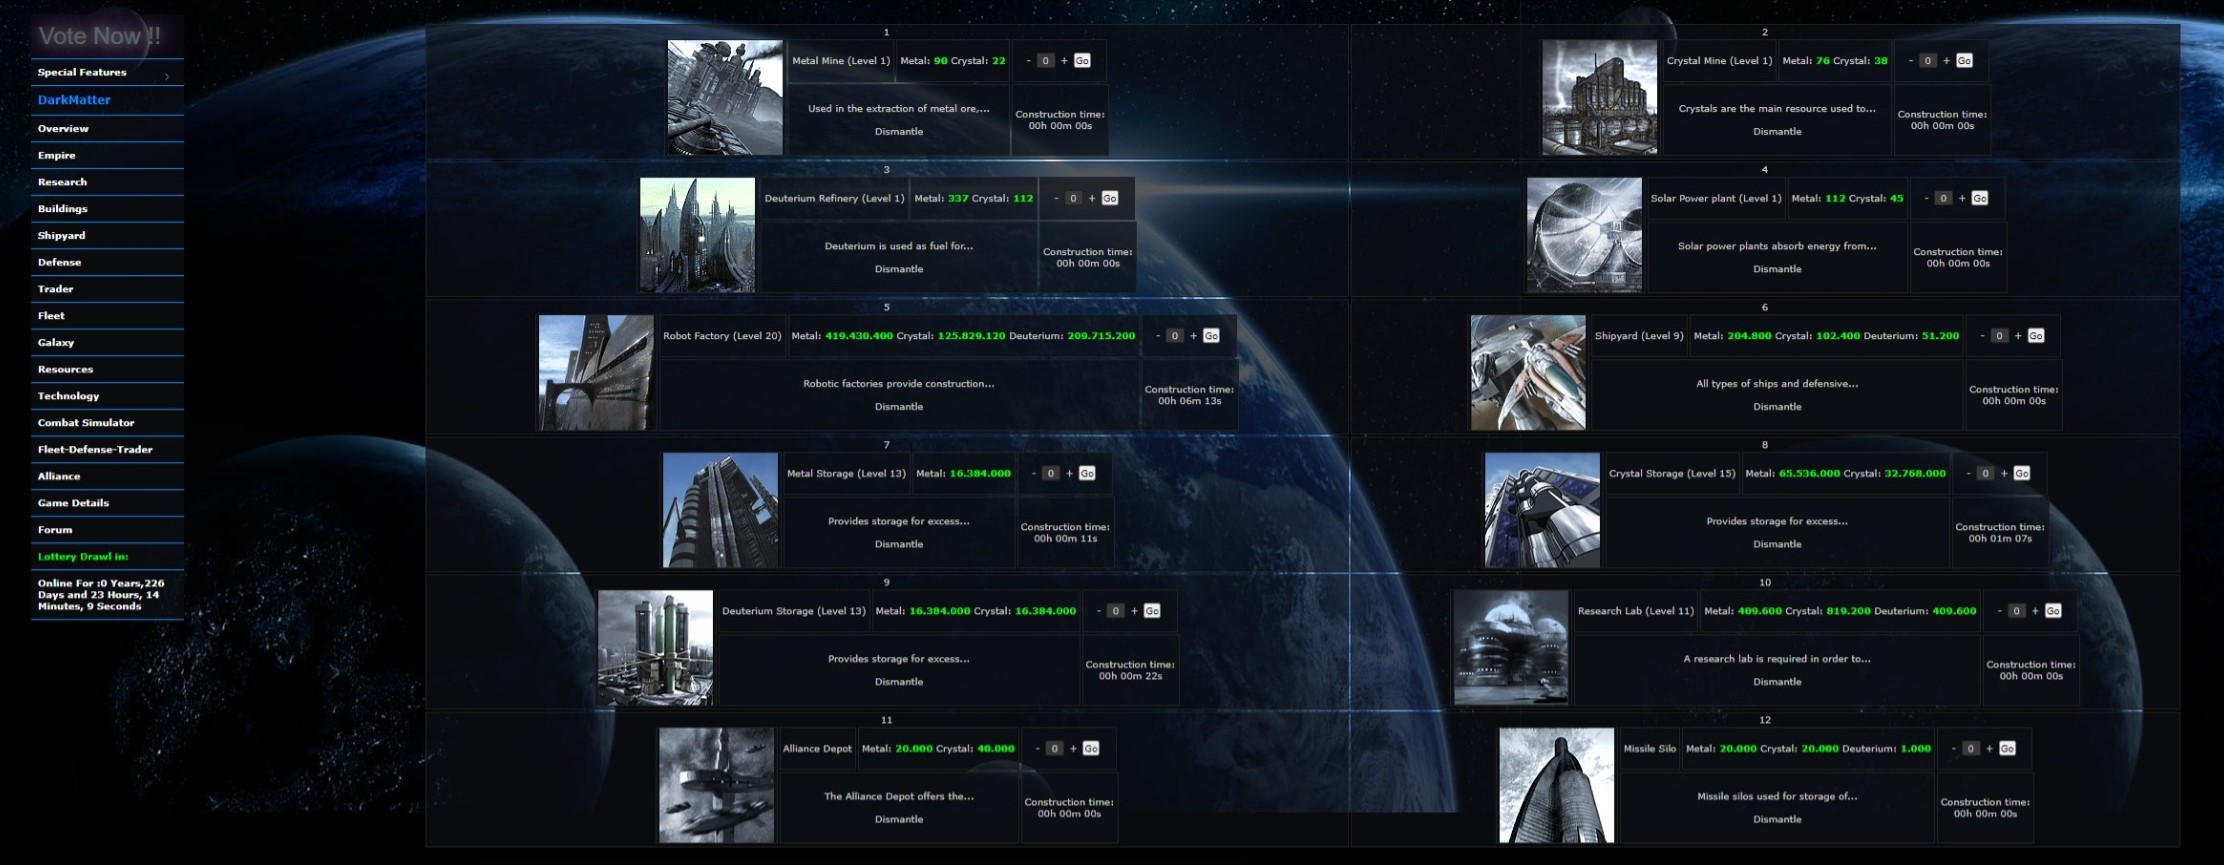 Vote Now !!
Special Features
DarkMatter
Overview
Empire
Research
Buildings
Shipyard
Defense
Trader
Fleet
Galaxy
Resources
Technology
Combat Simulator
Fleet-Defense-Trader
Alliance
Game Details
Forum
Lottery Drawl in:
Online For :0 Years,226
Days and 23 Hours, 14
Minutes, 9 Seconds
1
Metal Mine (Level 1) Metal: 90 Crystal: 22 - 0 + Go
Used in the extraction of metal ore,...
Dismantle
Construction time:
00h 00m 00s
2
Crystal Mine (Level 1) Metal: 76 Crystal: 38 - 0 + Go
Crystals are the main resource used to...
Dismantle
Construction time:
00h 00m 00s
3
Deuterium Refinery (Level 1) Metal: 337 Crystal: 112 - 0 + Go
Deuterium is used as fuel for...
Dismantle
Construction time:
00h 00m 00s
4
Solar Power plant (Level 1) Metal: 112 Crystal: 45 - 0 + Go
Solar power plants absorb energy from...
Dismantle
Construction time:
00h 00m 00s
5
Robot Factory (Level 20) Metal: 419.430.400 Crystal: 125.829.120 Deuterium: 209.715.200 - 0 + Go
Robotic factories provide construction...
Dismantle
Construction time:
00h 06m 13s
6
Shipyard (Level 9) Metal: 204.800 Crystal: 102.400 Deuterium: 51.200 - 0 + Go
All types of ships and defensive...
Dismantle
Construction time:
00h 00m 00s
7
Metal Storage (Level 13) Metal: 16.384.000 - 0 + Go
Provides storage for excess...
Dismantle
Construction time:
00h 00m 11s
8
Crystal Storage (Level 15) Metal: 65.536.000 Crystal: 32.768.000 - 0 + Go
Provides storage for excess...
Dismantle
Construction time:
00h 01m 07s
9
Deuterium Storage (Level 13) Metal: 16.384.000 Crystal: 16.384.000 - 0 + Go
Provides storage for excess...
Dismantle
Construction time:
00h 00m 22s
10
Research Lab (Level 11) Metal: 409.600 Crystal: 819.200 Deuterium: 409.600 - 0 + Go
A research lab is required in order to...
Dismantle
Construction time:
00h 00m 00s
11
Alliance Depot Metal: 20.000 Crystal: 40.000 - 0 + Go
The Alliance Depot offers the...
Dismantle
Construction time:
00h 00m 00s
12
Missile Silo Metal: 20.000 Crystal: 20.000 Deuterium: 1.000 - 0 + Go
Missile silos used for storage of...
Dismantle
Construction time:
00h 00m 00s